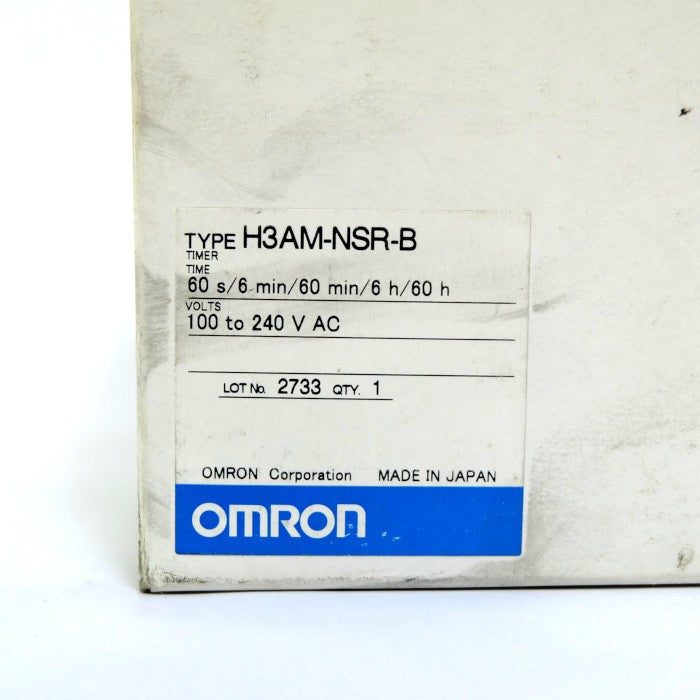 TYPE H3AM-NSR-B
TIMER
TIME
60 s/6 min/60 min/6 h/60 h
VOLTS
100 to 240 V AC
LOT No. 2733 QTY. 1
OMRON Corporation MADE IN JAPAN
OMRON